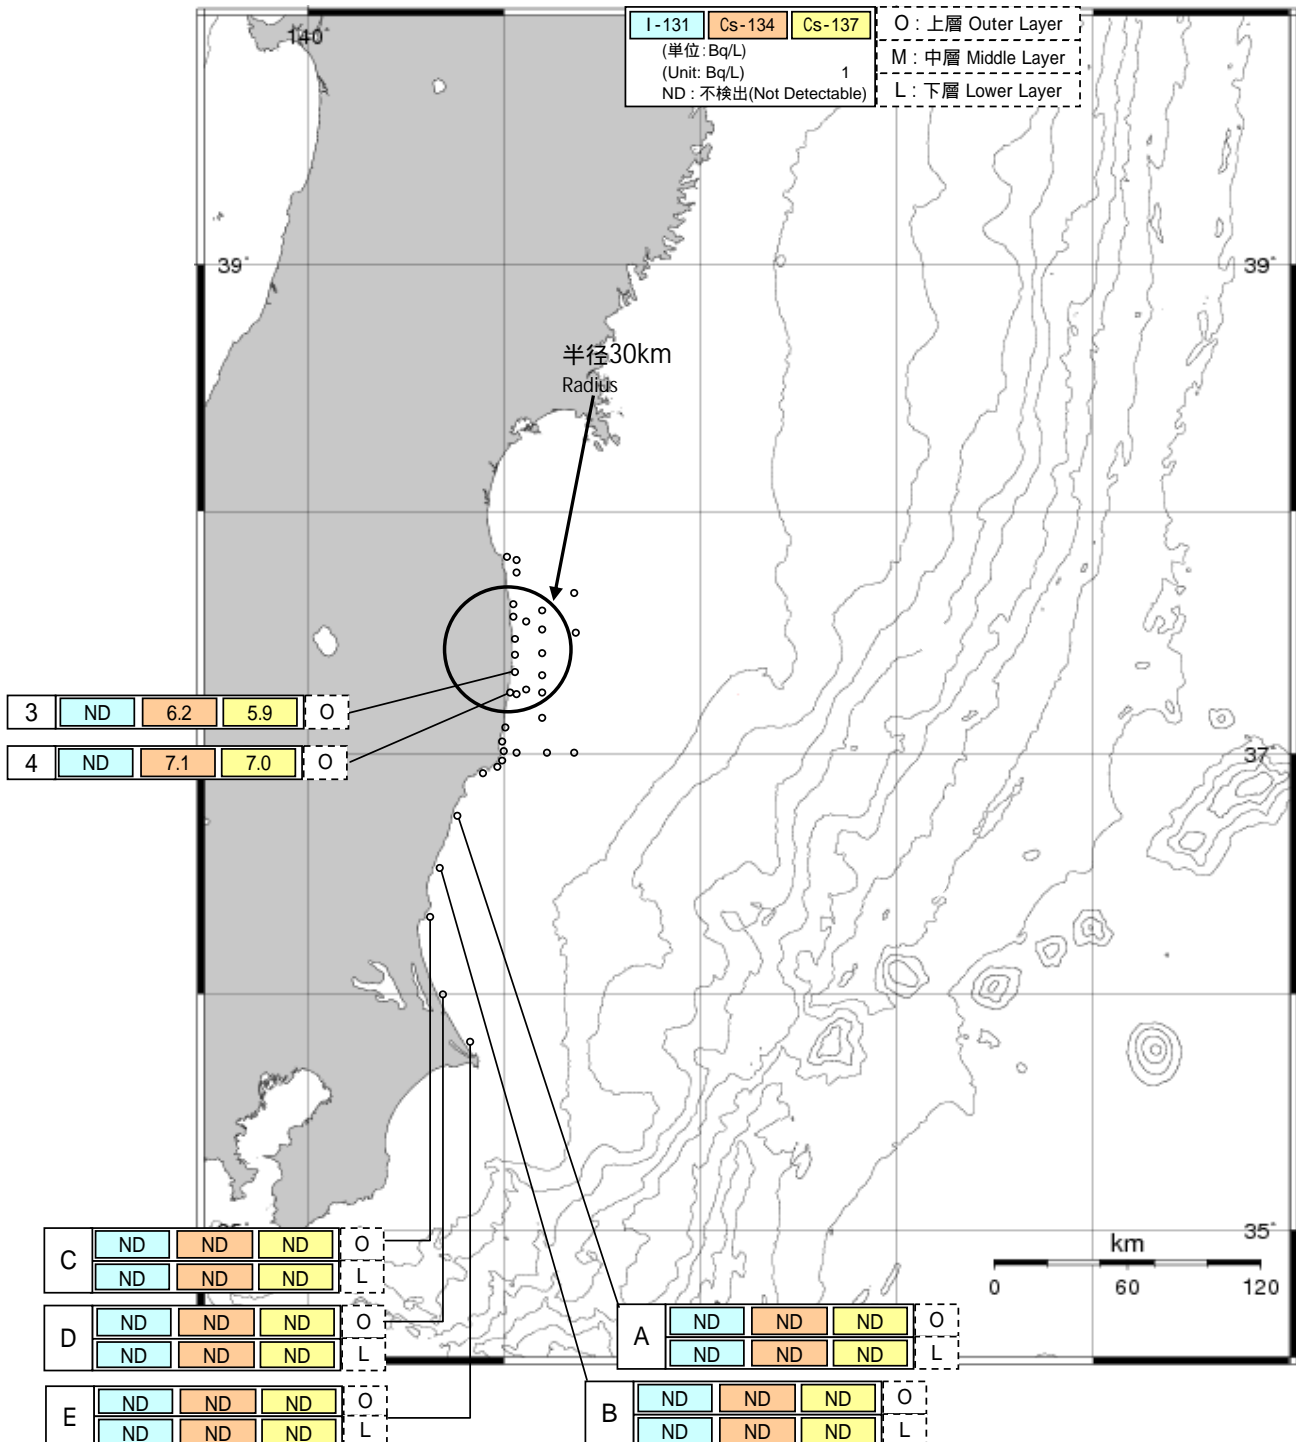 140°
I-131 Cs-134 Cs-137
(単位:Bq/L)
(Unit: Bq/L) 1
ND : 不検出(Not Detectable)
O : 上層 Outer Layer
M : 中層 Middle Layer
L : 下層 Lower Layer
39° 39°
半径30km
Radius
3 ND 6.2 5.9 O
4 ND 7.1 7.0 O
37°
35°
km
0 60 120
C ND ND ND O
ND ND ND L
D ND ND ND O
ND ND ND L
E ND ND ND O
ND ND ND L
A ND ND ND O
ND ND ND L
B ND ND ND O
ND ND ND L